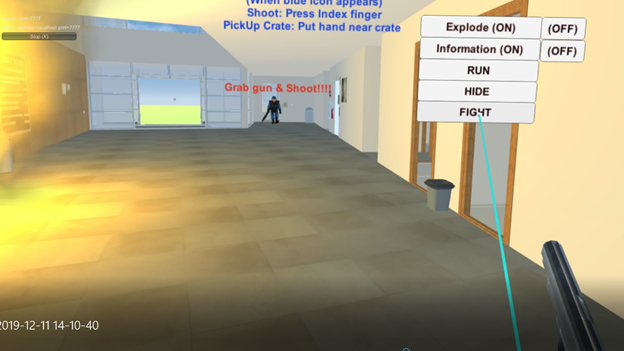 (When blue icon appears)
Shoot: Press Index finger
PickUp Crate: Put hand near crate
Explode (ON) (OFF)
Information (ON) (OFF)
RUN
HIDE
FIGHT
Grab gun & Shoot!!!!
Stop (X)
2019-12-11 14-10-40